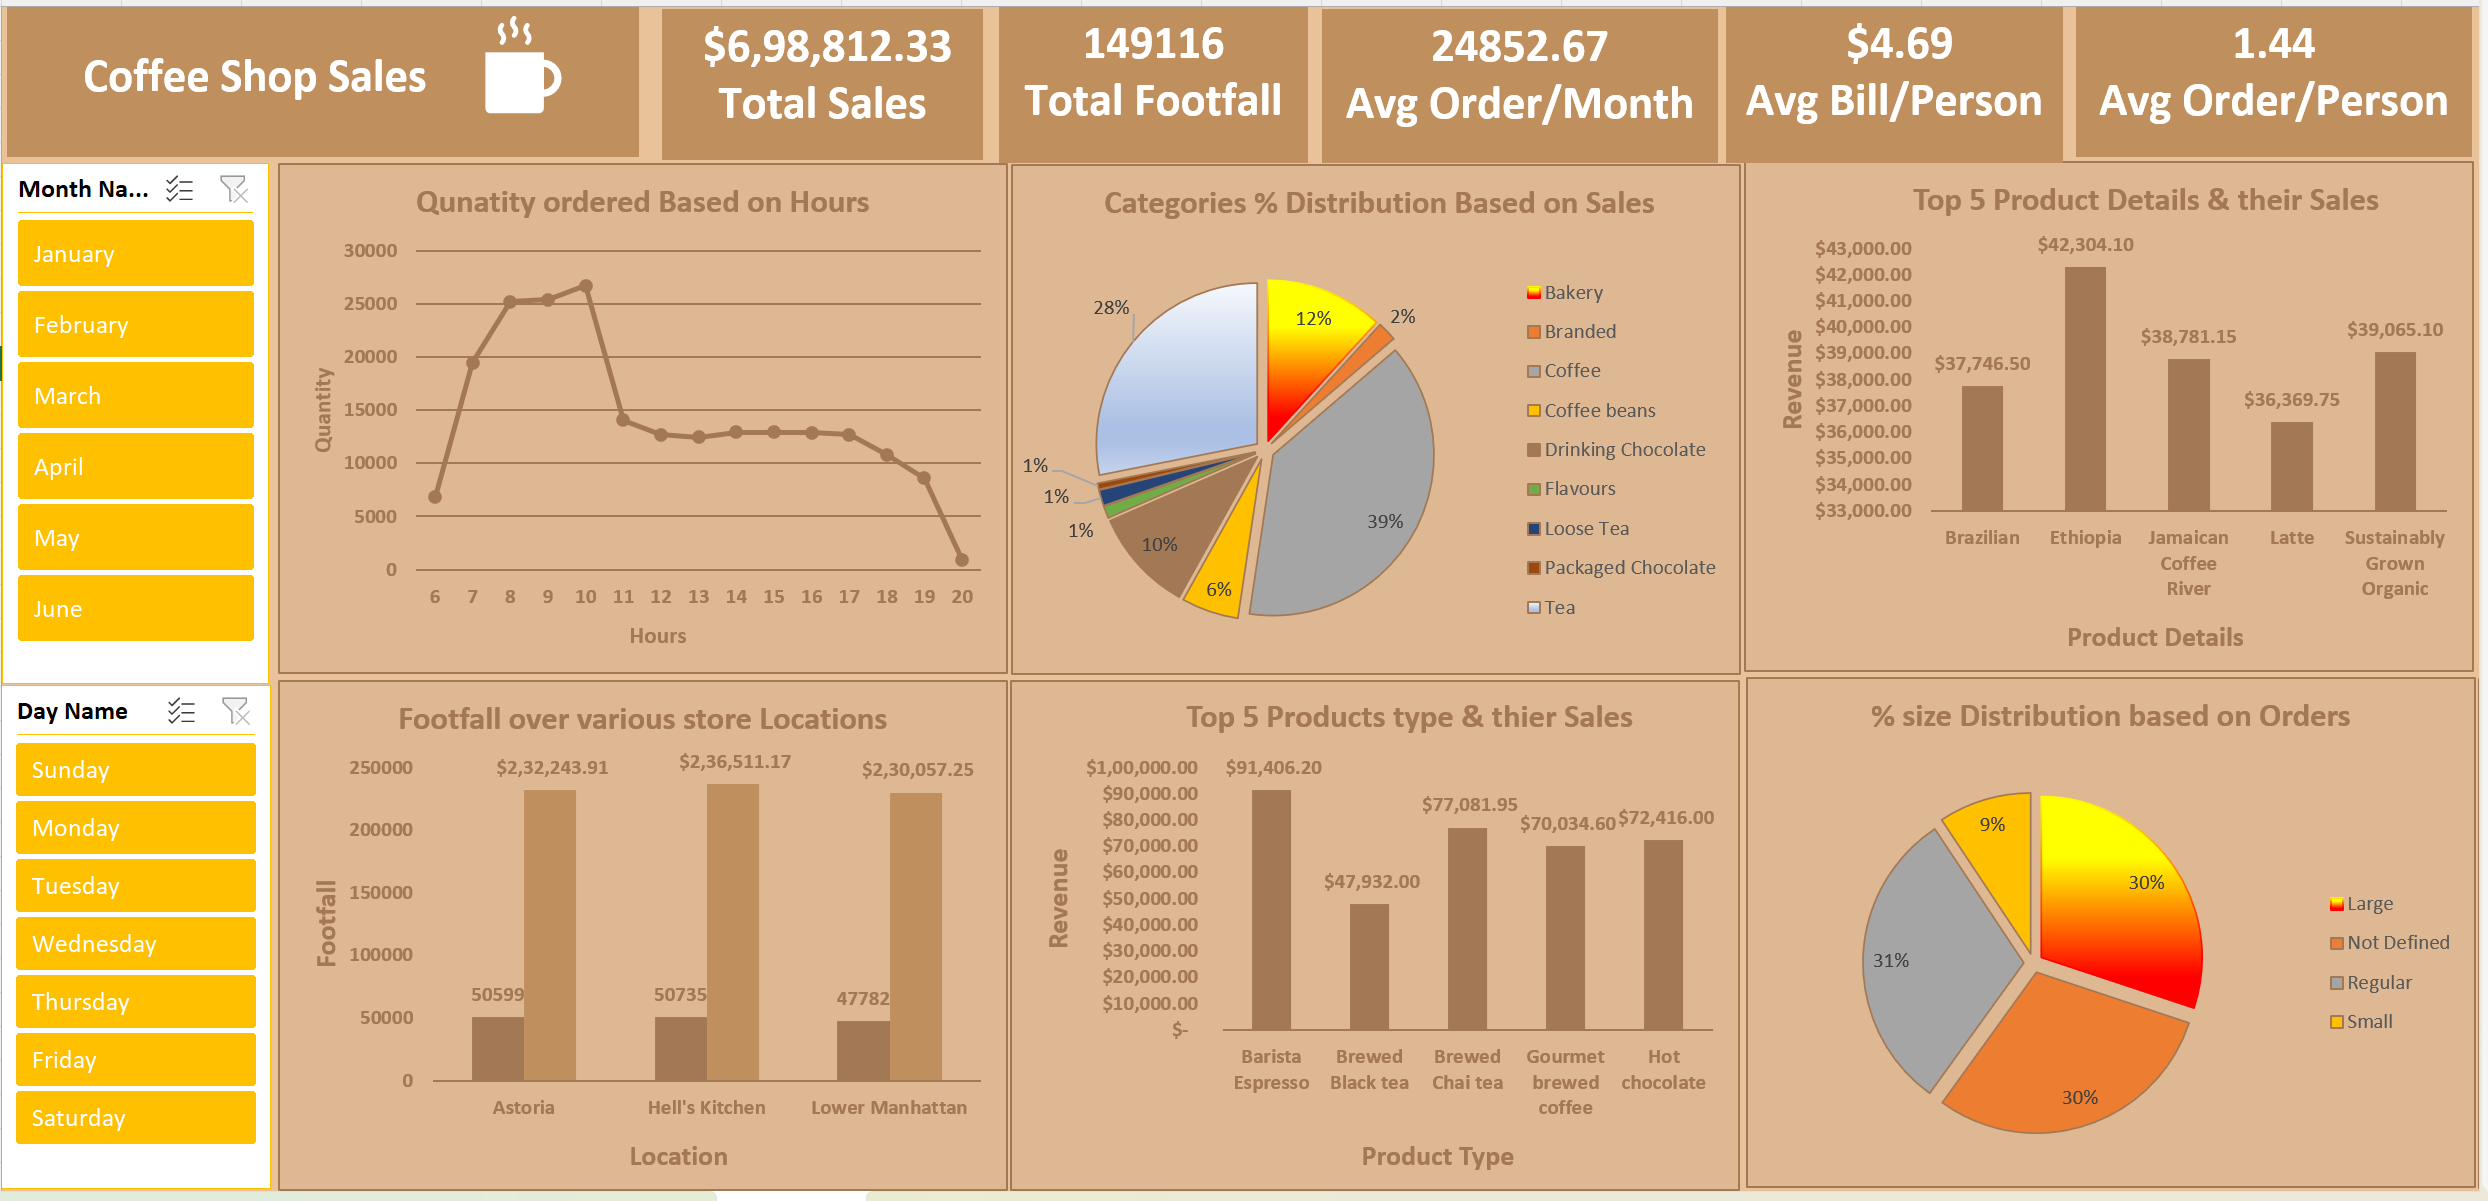 Coffee Shop Sales
$6,98,812.33
Total Sales
149116
Total Footfall
24852.67
Avg Order/Month
$4.69
Avg Bill/Person
1.44
Avg Order/Person
Month Na...
January
February
March
April
May
June
Day Name
Sunday
Monday
Tuesday
Wednesday
Thursday
Friday
Saturday
Qunatity ordered Based on Hours
Quantity
30000
25000
20000
15000
10000
5000
0
6 7 8 9 10 11 12 13 14 15 16 17 18 19 20
Hours
Categories % Distribution Based on Sales
28%
12%
2%
39%
6%
10%
1%
1%
1%
Bakery
Branded
Coffee
Coffee beans
Drinking Chocolate
Flavours
Loose Tea
Packaged Chocolate
Tea
Top 5 Product Details & their Sales
Revenue
$43,000.00
$42,000.00
$41,000.00
$40,000.00
$39,000.00
$38,000.00
$37,000.00
$36,000.00
$35,000.00
$34,000.00
$33,000.00
$37,746.50
$42,304.10
$38,781.15
$36,369.75
$39,065.10
Brazilian
Ethiopia
Jamaican
Coffee
River
Latte
Sustainably
Grown
Organic
Product Details
Footfall over various store Locations
Footfall
250000
200000
150000
100000
50000
0
$2,32,243.91
$2,36,511.17
$2,30,057.25
50599
50735
47782
Astoria
Hell's Kitchen
Lower Manhattan
Location
Top 5 Products type & thier Sales
Revenue
$1,00,000.00
$90,000.00
$80,000.00
$70,000.00
$60,000.00
$50,000.00
$40,000.00
$30,000.00
$20,000.00
$10,000.00
$-
$91,406.20
$47,932.00
$77,081.95
$70,034.60
$72,416.00
Barista
Espresso
Brewed
Black tea
Brewed
Chai tea
Gourmet
brewed
coffee
Hot
chocolate
Product Type
% size Distribution based on Orders
9%
30%
31%
30%
Large
Not Defined
Regular
Small